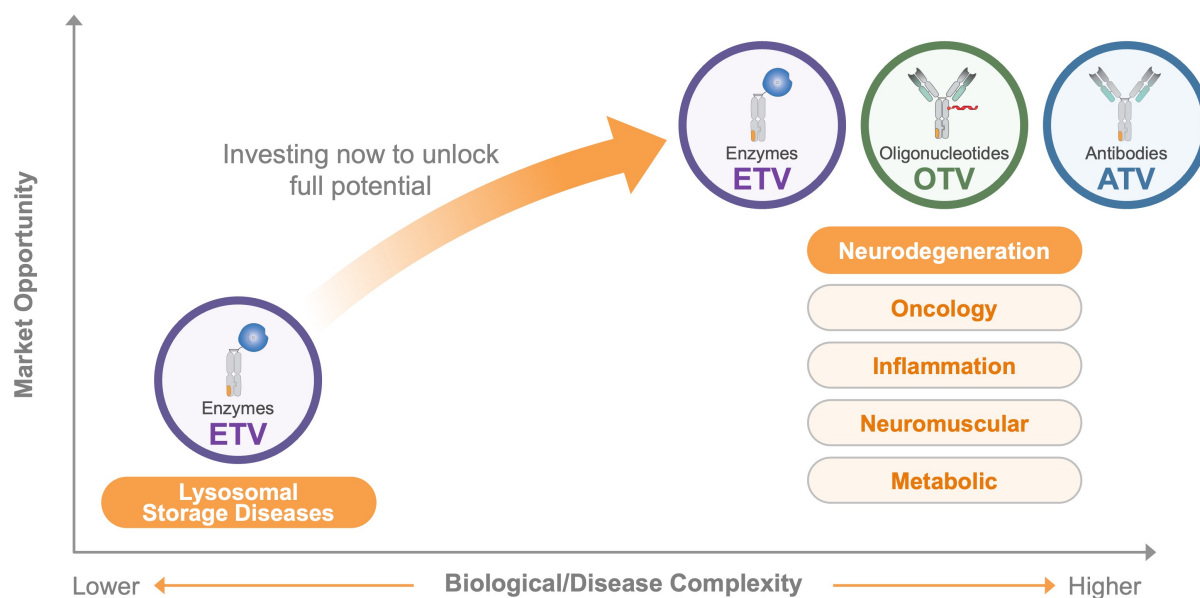 Market Opportunity
Investing now to unlock
full potential
Enzymes
ETV
Lysosomal
Storage Diseases
Enzymes
ETV
Oligonucleotides
OTV
Antibodies
ATV
Neurodegeneration
Oncology
Inflammation
Neuromuscular
Metabolic
Lower
Biological/Disease Complexity
Higher